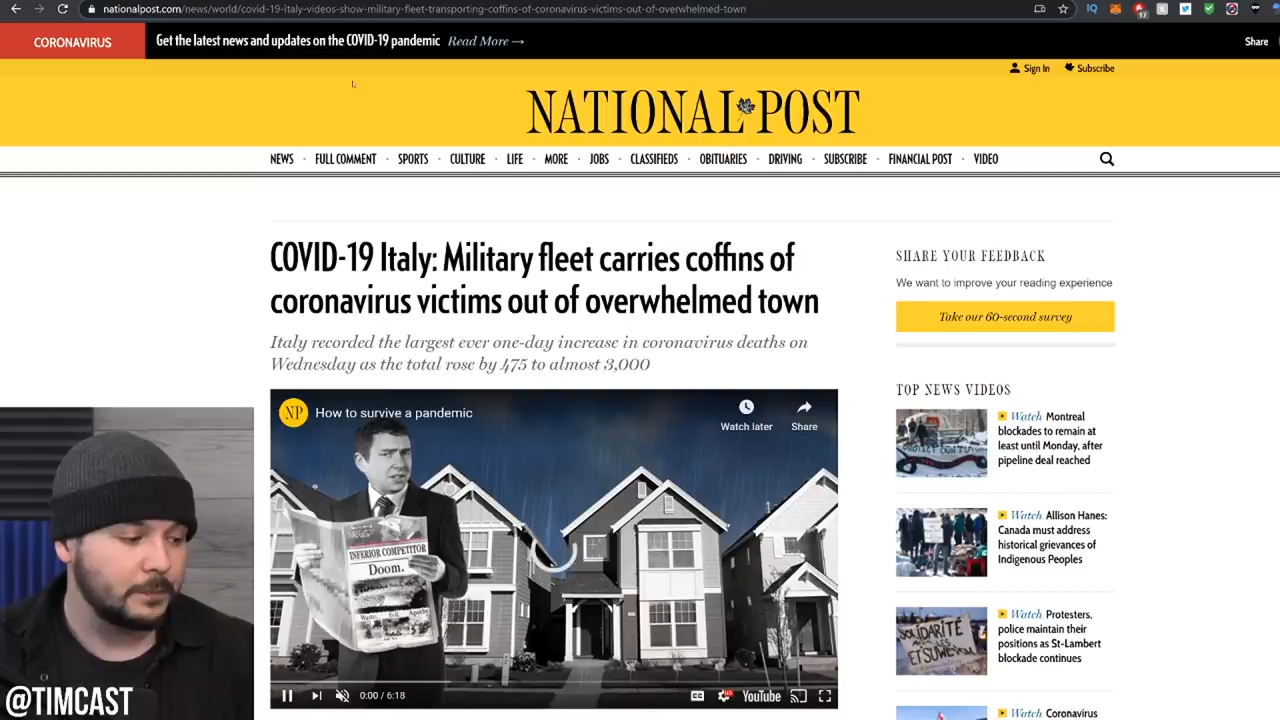 nationalpost.com/news/world/covid-19-italy-videos-show-military-fleet-transporting-coffins-of-coronavirus-victims-out-of-overwhelmed-town
17
CORONAVIRUS
Get the latest news and updates on the COVID-19 pandemic Read More →
Share
Sign In
Subscribe
NATIONAL POST
NEWS · FULL COMMENT · SPORTS · CULTURE · LIFE · MORE · JOBS · CLASSIFIEDS · OBITUARIES · DRIVING · SUBSCRIBE · FINANCIAL POST · VIDEO
COVID-19 Italy: Military fleet carries coffins of
coronavirus victims out of overwhelmed town
Italy recorded the largest ever one-day increase in coronavirus deaths on
Wednesday as the total rose by 475 to almost 3,000
NP
How to survive a pandemic
Watch later
Share
INFERIOR COMPETITOR
Doom.
0:00 / 6:18
CC
YouTube
SHARE YOUR FEEDBACK
We want to improve your reading experience
Take our 60-second survey
TOP NEWS VIDEOS
Watch Montreal
blockades to remain at
least until Monday, after
pipeline deal reached
Watch Allison Hanes:
Canada must address
historical grievances of
Indigenous Peoples
Watch Protesters,
police maintain their
positions as St-Lambert
blockade continues
Watch Coronavirus
@TIMCAST